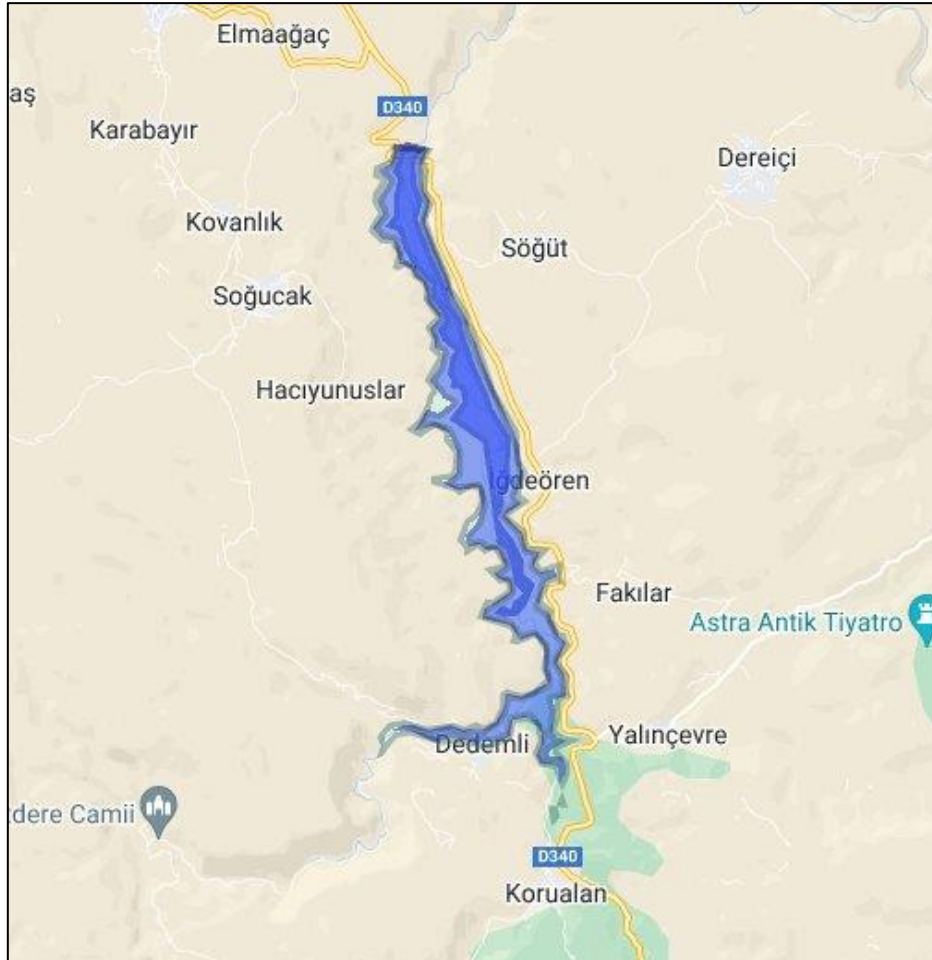 Elmaağaç
aş
D340
Karabayır
Dereiçi
Kovanlık
Söğüt
Soğucak
Hacıyunuslar
İğdeören
Fakılar
Astra Antik Tiyatro
Yalınçevre
Dedemli
dere Camii
D340
Korualan